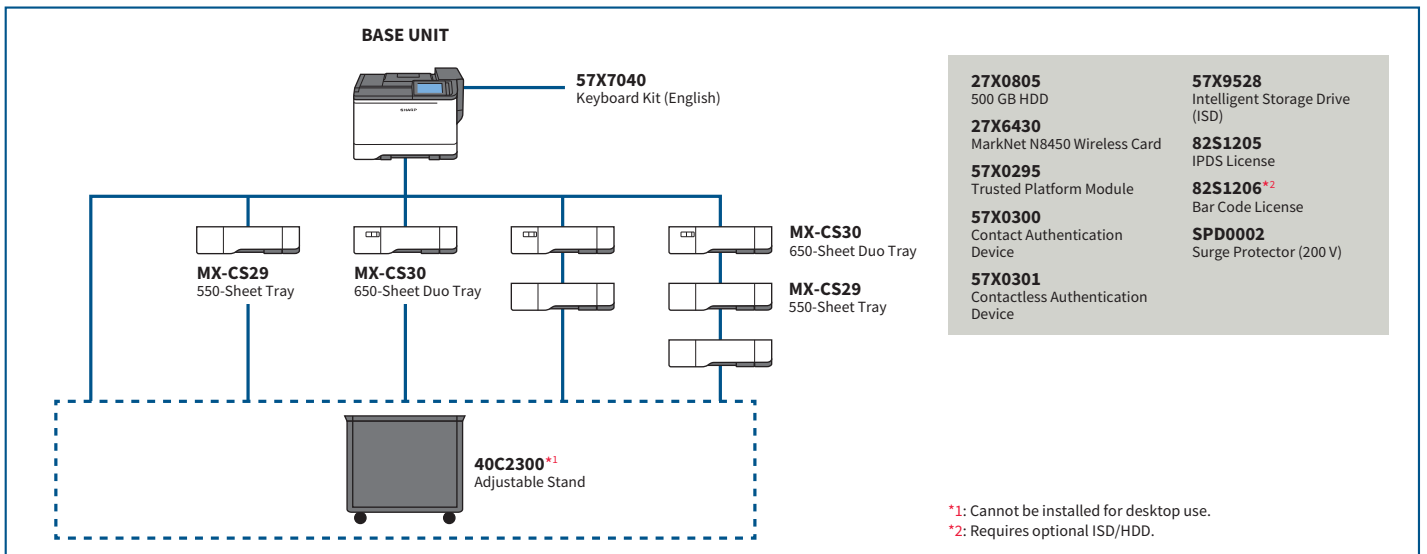 BASE UNIT
SHARP
57X7040
Keyboard Kit (English)
MX-CS29
550-Sheet Tray
MX-CS30
650-Sheet Duo Tray
MX-CS30
650-Sheet Duo Tray
MX-CS29
550-Sheet Tray
40C2300*1
Adjustable Stand
27X0805
500 GB HDD
27X6430
MarkNet N8450 Wireless Card
57X0295
Trusted Platform Module
57X0300
Contact Authentication
Device
57X0301
Contactless Authentication
Device
57X9528
Intelligent Storage Drive
(ISD)
82S1205
IPDS License
82S1206*2
Bar Code License
SPD0002
Surge Protector (200 V)
*1: Cannot be installed for desktop use.
*2: Requires optional ISD/HDD.